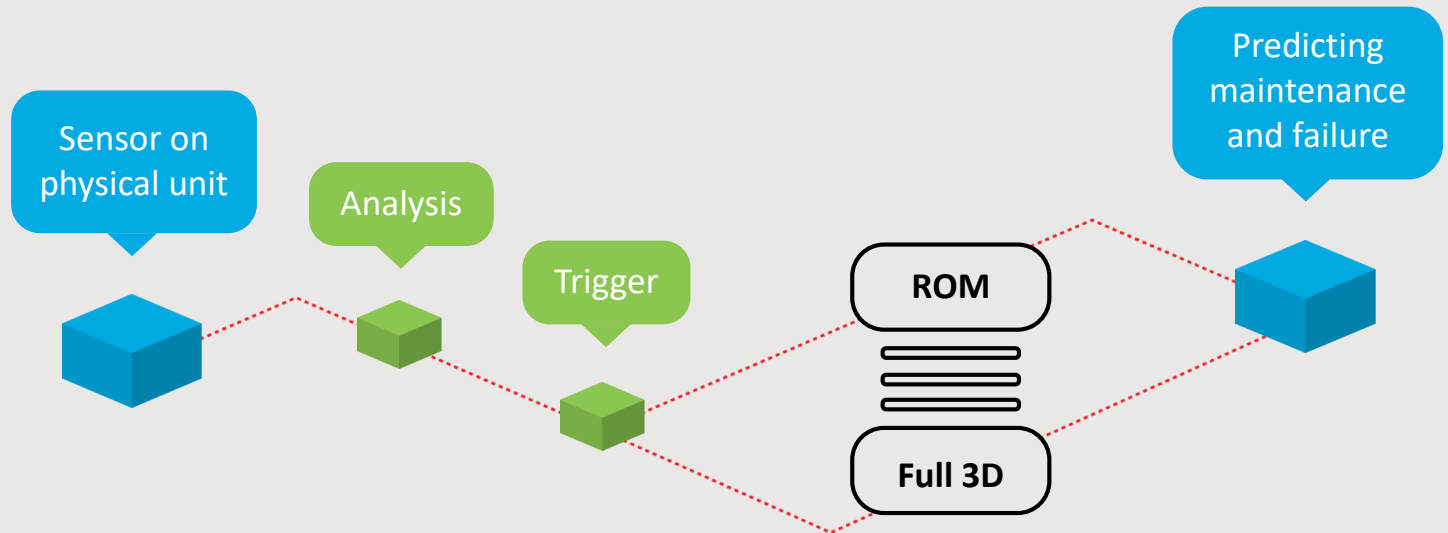 Sensor on
physical unit
Analysis
Trigger
ROM
Full 3D
Predicting
maintenance
and failure